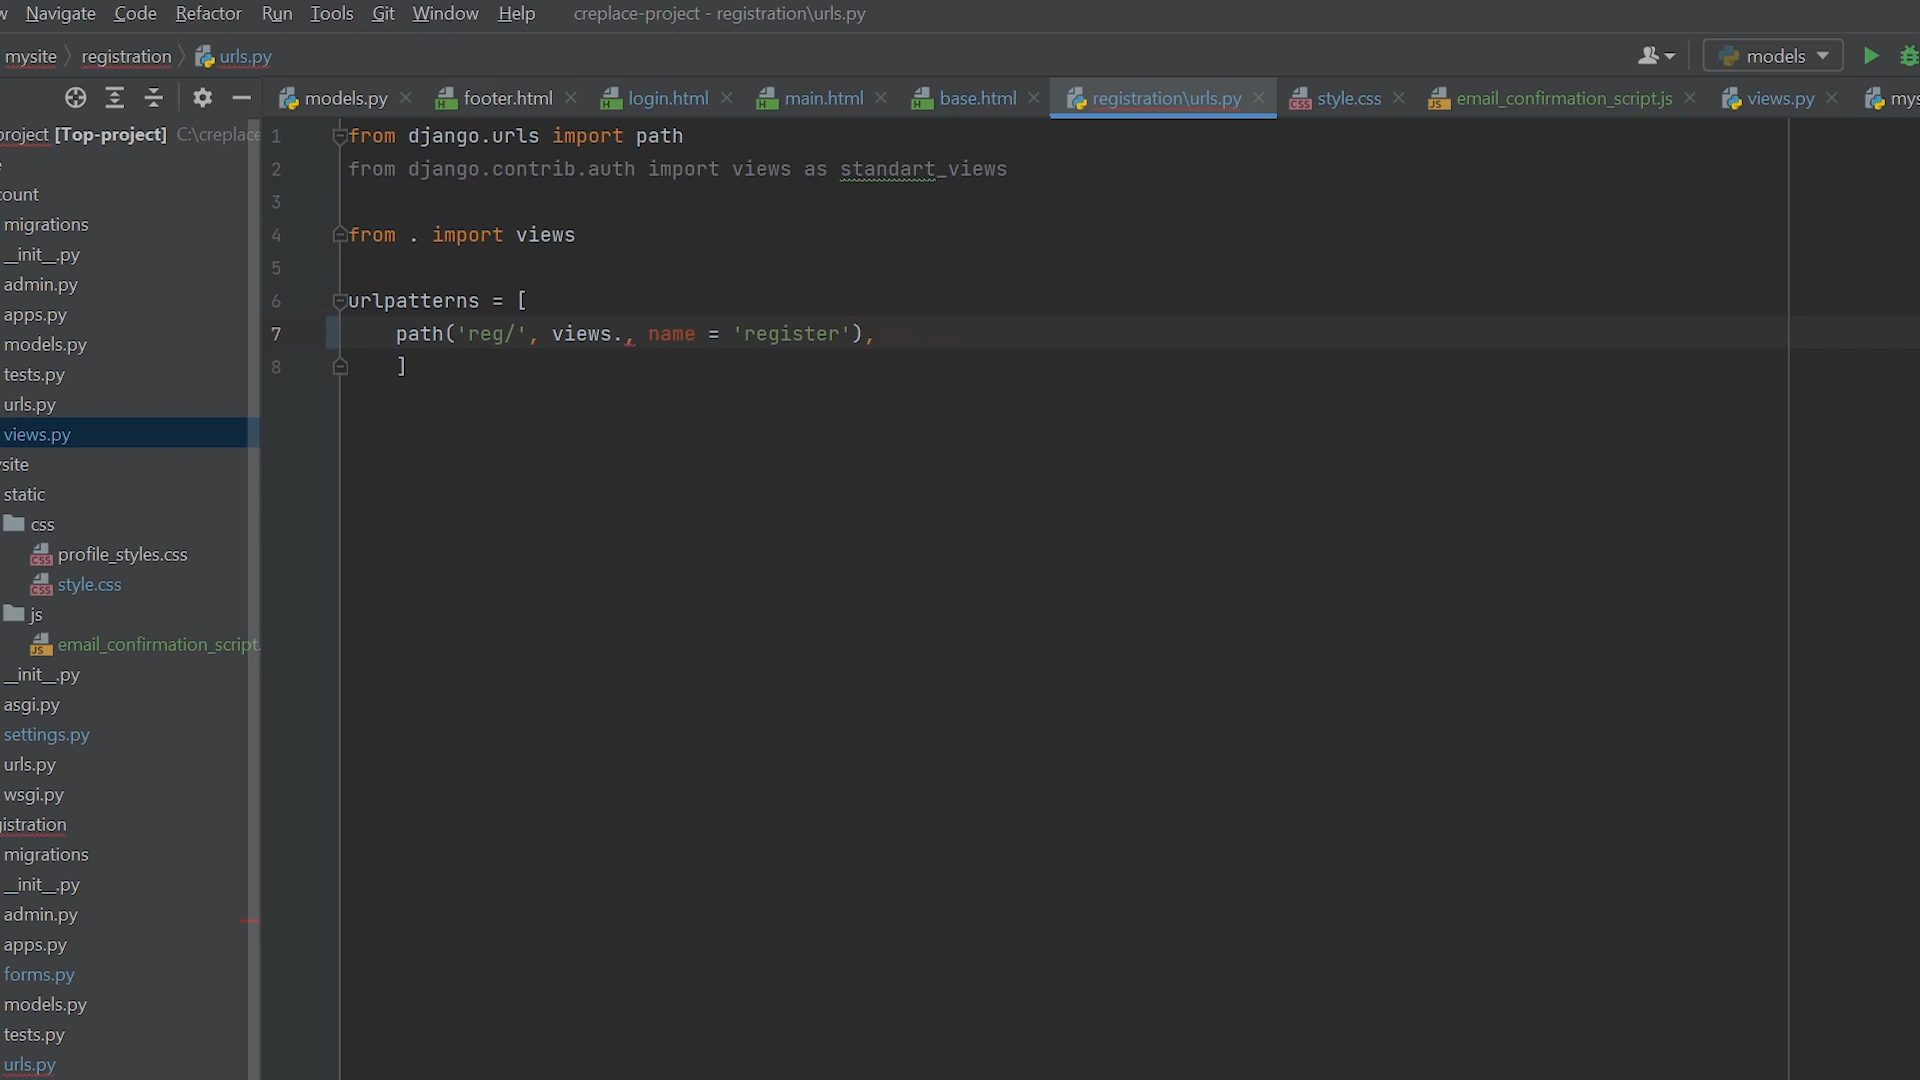 Navigate Code Refactor Run Tools Git Window Help creplace-project - registration\urls.py
mysite registration urls.py models
models.py footer.html login.html main.html base.html registration\urls.py style.css email_confirmation_script.js views.py mys
project [Top-project] C:\creplace
count
migrations
__init__.py
admin.py
apps.py
models.py
tests.py
urls.py
views.py
site
static
css
profile_styles.css
style.css
js
email_confirmation_script.
__init__.py
asgi.py
settings.py
urls.py
wsgi.py
istration
migrations
__init__.py
admin.py
apps.py
forms.py
models.py
tests.py
urls.py
1 from django.urls import path
2 from django.contrib.auth import views as standart_views
3
4 from . import views
5
6 urlpatterns = [
7 path('reg/', views., name = 'register'),
8 ]